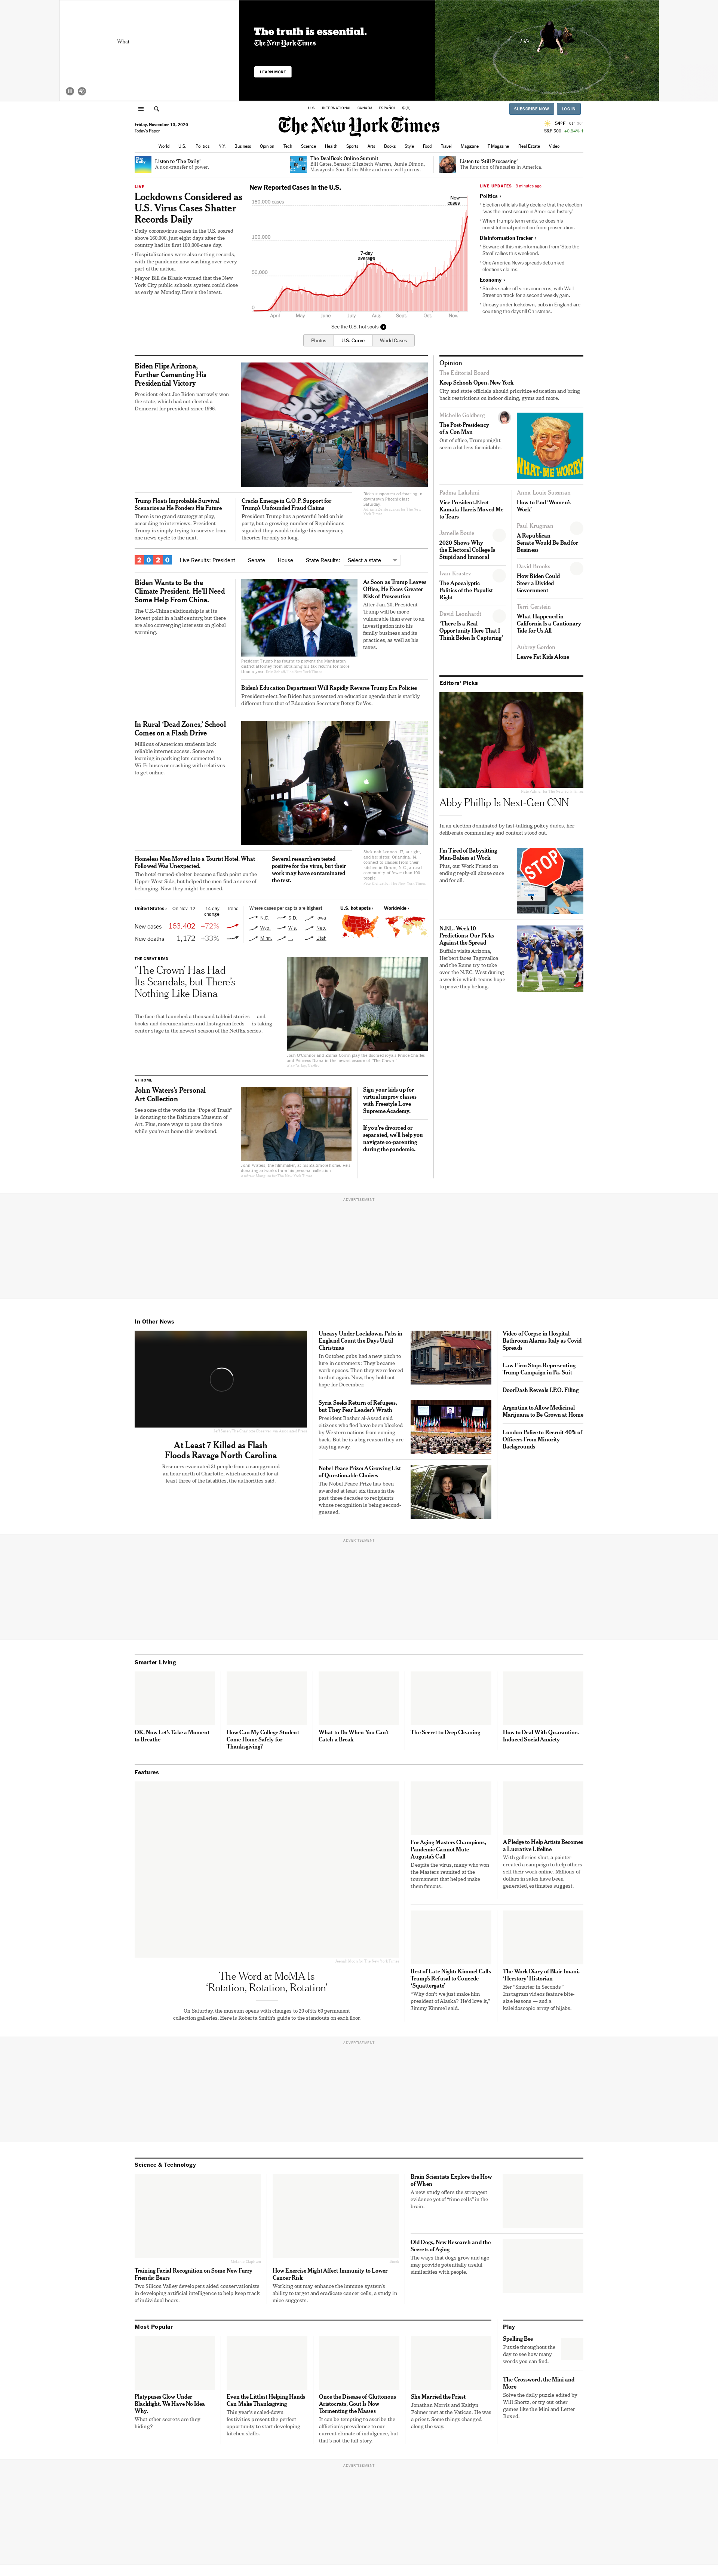 What
The truth is essential.
The New York Times
LEARN MORE
Life
U.S. INTERNATIONAL CANADA ESPAÑOL 中文
SUBSCRIBE NOW
LOG IN
Friday, November 13, 2020
Today's Paper
The New York Times
54°F
S&P 500
World U.S. Politics N.Y. Business Opinion Tech Science Health Sports Arts Books Style Food Travel Magazine T Magazine Real Estate Video
Listen to 'The Daily'
A non-transfer of power.
The DealBook Online Summit
Bill Gates, Senator Elizabeth Warren, Jamie Dimon,
Masayoshi Son, Killer Mike and more will join us.
Listen to 'Still Processing'
The function of fantasies in America.
LIVE
Lockdowns Considered as
U.S. Virus Cases Shatter
Records Daily
Daily coronavirus cases in the U.S. soared
above 160,000, just eight days after the
country had its first 100,000-case day.
Hospitalizations were also setting records,
with the pandemic now washing over every
part of the nation.
Mayor Bill de Blasio warned that the New
York City public schools system could close
as early as Monday. Here's the latest.
New Reported Cases in the U.S.
150,000 cases
100,000
50,000
0
7-day
average
New
cases
April May June July Aug. Sept. Oct. Nov.
See the U.S. hot spots
Photos
U.S. Curve
World Cases
LIVE UPDATES
Politics ›
Election officials flatly declare that the election
'was the most secure in American history.'
When Trump's term ends, so does his
constitutional protection from prosecution.
Disinformation Tracker ›
Beware of this misinformation from 'Stop the
Steal' rallies this weekend.
One America News spreads debunked
elections claims.
Economy ›
Stocks shake off virus concerns, with Wall
Street on track for a second weekly gain.
Uneasy under lockdown, pubs in England are
counting the days till Christmas.
Biden Flips Arizona,
Further Cementing His
Presidential Victory
President-elect Joe Biden narrowly won
the state, which had not elected a
Democrat for president since 1996.
Biden supporters celebrating in
downtown Phoenix last
Saturday.
Trump Floats Improbable Survival
Scenarios as He Ponders His Future
There is no grand strategy at play,
according to interviews. President
Trump is simply trying to survive from
one news cycle to the next.
Cracks Emerge in G.O.P. Support for
Trump's Unfounded Fraud Claims
President Trump has a powerful hold on his
party, but a growing number of Republicans
signaled they would indulge his conspiracy
theories for only so long.
2020
Live Results: President Senate House State Results: Select a state
Biden Wants to Be the
Climate President. He'll Need
Some Help From China.
The U.S.-China relationship is at its
lowest point in a half century, but there
are also converging interests on global
warming.
President Trump has fought to prevent the Manhattan
district attorney from obtaining his tax returns for more
than a year.
As Soon as Trump Leaves
Office, He Faces Greater
Risk of Prosecution
After Jan. 20, President
Trump will be more
vulnerable than ever to an
investigation into his
family business and its
practices, as well as his
taxes.
Biden's Education Department Will Rapidly Reverse Trump Era Policies
President-elect Joe Biden has presented an education agenda that is starkly
different from that of Education Secretary Betsy DeVos.
In Rural 'Dead Zones,' School
Comes on a Flash Drive
Millions of American students lack
reliable internet access. Some are
learning in parking lots connected to
Wi-Fi buses or crashing with relatives
to get online.
Homeless Men Moved Into a Tourist Hotel. What
Followed Was Unexpected.
The hotel turned-shelter became a flash point on the
Upper West Side, but helped the men find a sense of
belonging. Now they might be moved.
Several researchers tested
positive for the virus, but their
work may have contaminated
the test.
United States › On Nov. 12 14-day change Trend
New cases 163,402 +72%
New deaths 1,172 +33%
Where cases per capita are highest
N.D. S.D. Iowa
Wyo. Wis. Neb.
Minn. Ill. Utah
U.S. hot spots ›
Worldwide ›
THE GREAT READ
'The Crown' Has Had
Its Scandals, but There's
Nothing Like Diana
The face that launched a thousand tabloid stories — and
books and documentaries and Instagram feeds — is taking
center stage in the newest season of the Netflix series.
Josh O'Connor and Emma Corrin play the doomed future Prince Charles
and Princess Diana in the newest season of "The Crown."
AT HOME
John Waters's Personal
Art Collection
See some of the works the "Pope of Trash"
is donating to the Baltimore Museum of
Art. Plus, more ways to pass the time
while you're at home this weekend.
John Waters, the filmmaker, at his Baltimore home. He's
donating artworks from his personal collection.
Sign your kids up for
virtual improv classes
with Freestyle Love
Supreme Academy.
If you're divorced or
separated, we'll help you
navigate co-parenting
during the pandemic.
Opinion
The Editorial Board
Keep Schools Open, New York
City and state officials should prioritize education and bring
back restrictions on indoor dining, gyms and more.
Michelle Goldberg
The Post-Presidency
of a Con Man
Out of office, Trump might
seem a lot less formidable.
WHAT-ME WORRY
Padma Lakshmi
Vice President-Elect
Kamala Harris Moved Me
to Tears
Anna Louie Sussman
How to End 'Women's
Work'
Jamelle Bouie
2020 Shows Why
the Electoral College Is
Stupid and Immoral
Paul Krugman
A Republican
Senate Would Be Bad for
Business
Ivan Krastev
The Apocalyptic
Politics of the Populist
Right
David Brooks
How Biden Could
Steer a Divided
Government
David Leonhardt
'There Is a Real
Opportunity Here That I
Think Biden Is Capturing'
Terri Gerstein
What Happened in
California Is a Cautionary
Tale for Us All
Aubrey Gordon
Leave Fat Kids Alone
Editors' Picks
Abby Phillip Is Next-Gen CNN
In an election dominated by fast-talking policy dudes, her
deliberate commentary and content stood out.
I'm Tired of Babysitting
Man-Babies at Work
Plus, our Work Friend on
ending reply-all abuse once
and for all.
STOP
N.F.L. Week 10
Predictions: Our Picks
Against the Spread
Buffalo visits Arizona,
Herbert faces Tagovailoa
and the Rams try to take
over the N.F.C. West during
a week in which teams hope
to prove they belong.
ADVERTISEMENT
In Other News
At Least 7 Killed as Flash
Floods Ravage North Carolina
Rescuers evacuated 31 people from a campground
an hour north of Charlotte, which accounted for at
least three of the fatalities, the authorities said.
Uneasy Under Lockdown, Pubs in
England Count the Days Until
Christmas
In October, pubs had a new pitch to
lure in customers: They became
work spaces. Then they were forced
to shut again. Now, they hold out
hope for December.
Syria Seeks Return of Refugees,
but They Fear Leader's Wrath
President Bashar al-Assad said
citizens who fled have been blocked
by Western nations from coming
back. But he is a big reason they are
staying away.
Nobel Peace Prize: A Growing List
of Questionable Choices
The Nobel Peace Prize has been
awarded at least six times in the
past three decades to recipients
whose recognition is being second-
guessed.
Video of Corpse in Hospital
Bathroom Alarms Italy as Covid
Spreads
Law Firm Stops Representing
Trump Campaign in Pa. Suit
DoorDash Reveals I.P.O. Filing
Argentina to Allow Medicinal
Marijuana to Be Grown at Home
London Police to Recruit 40% of
Officers From Minority
Backgrounds
ADVERTISEMENT
Smarter Living
OK, Now Let's Take a Moment
to Breathe
How Can My College Student
Come Home Safely for
Thanksgiving?
What to Do When You Can't
Catch a Break
The Secret to Deep Cleaning
How to Deal With Quarantine-
Induced Social Anxiety
Features
The Word at MoMA Is
'Rotation, Rotation, Rotation'
On Saturday, the museum opens with changes to 20 of its 60 permanent
collection galleries. Here is Roberta Smith's guide to the standouts on each floor.
For Aging Masters Champions,
Pandemic Cannot Mute
Augusta's Call
Despite the virus, many who won
the Masters reunited at the
tournament that helped make
them famous.
A Pledge to Help Artists Becomes
a Lucrative Lifeline
With galleries shut, a painter
created a campaign to help others
sell their work online. Millions of
dollars in sales have been
generated, estimates suggest.
Best of Late Night: Kimmel Calls
Trump's Refusal to Concede
'Squattergate'
"Why don't we just make him
president of Alaska? He'd love it,"
Jimmy Kimmel said.
The Work Diary of Blair Imani,
'Herstory' Historian
Her "Smarter in Seconds"
Instagram videos feature bite-
size lessons — and a
kaleidoscopic array of hijabs.
ADVERTISEMENT
Science & Technology
Training Facial Recognition on Some New Furry
Friends: Bears
Two Silicon Valley developers aided conservationists
in developing artificial intelligence to help keep track
of individual bears.
How Exercise Might Affect Immunity to Lower
Cancer Risk
Working out may enhance the immune system's
ability to target and eradicate cancer cells, a study in
mice suggests.
Brain Scientists Explore the How
of When
A new study offers the strongest
evidence yet of "time cells" in the
brain.
Old Dogs, New Research and the
Secrets of Aging
The ways that dogs grow and age
may provide potentially useful
similarities with people.
Most Popular
Platypuses Glow Under
Blacklight. We Have No Idea
Why.
What other secrets are they
hiding?
Even the Littlest Helping Hands
Can Make Thanksgiving
This year's scaled-down
festivities present the perfect
opportunity to start developing
kitchen skills.
Once the Disease of Gluttonous
Aristocrats, Gout Is Now
Tormenting the Masses
It can be tempting to ascribe the
affliction's prevalence to our
current climate of indulgence, but
that's not the full story.
She Married the Priest
Jonathan Morris and Kaitlyn
Folmer met at the Vatican. He was
a priest. Some things changed
along the way.
Play
Spelling Bee
Puzzle throughout the
day to see how many
words you can find.
The Crossword, the Mini and
More
Solve the daily puzzle edited by
Will Shortz, or try out other
games like the Mini and Letter
Boxed.
ADVERTISEMENT